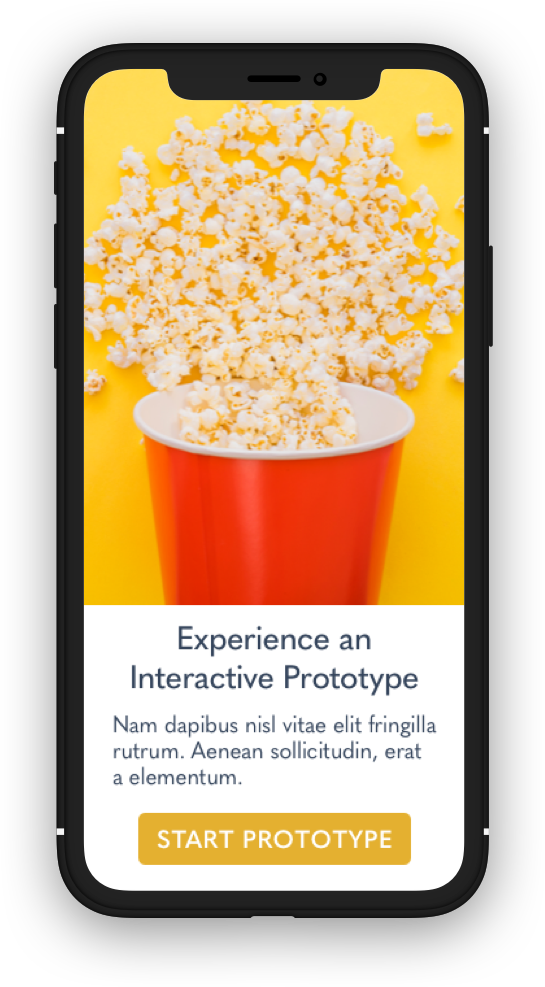 Experience an
Interactive Prototype
Nam dapibus nisl vitae elit fringilla
rutrum. Aenean sollicitudin, erat
a elementum.
START PROTOTYPE